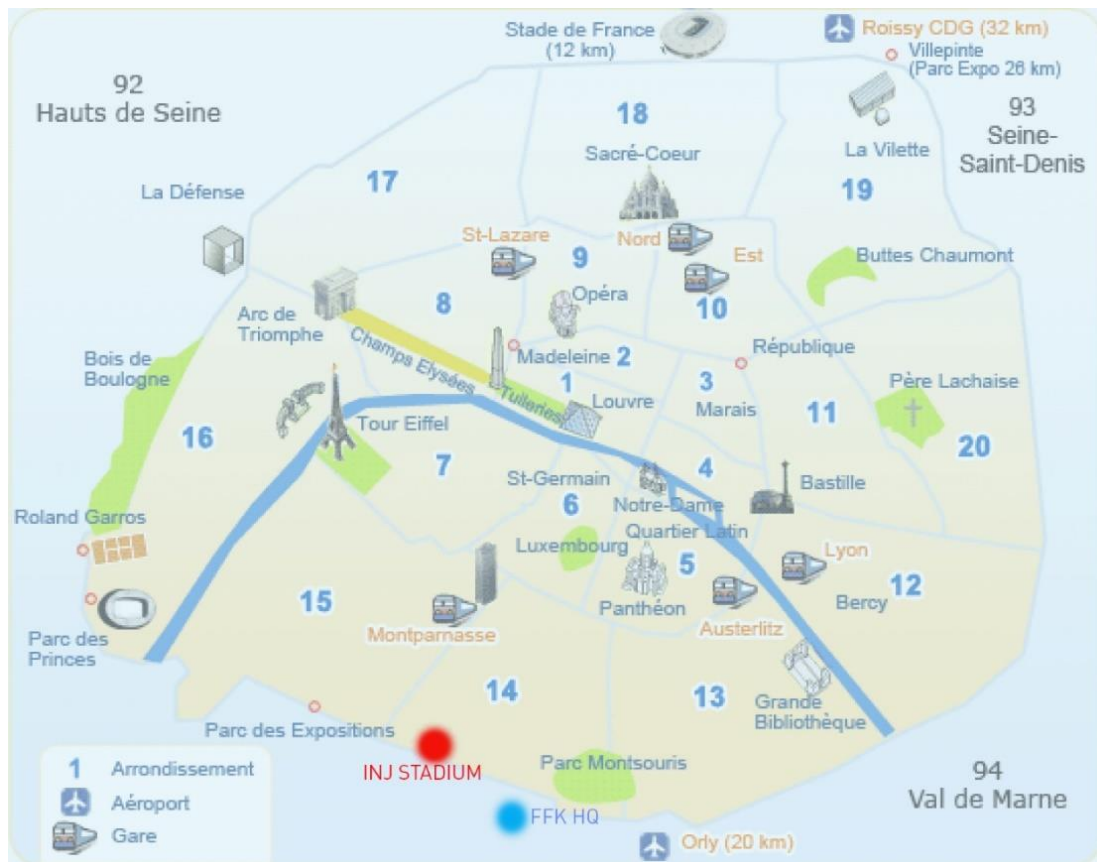 Stade de France
(12 km)
Roissy CDG (32 km)
Villepinte
(Parc Expo 26 km)
92
Hauts de Seine
93
Seine-
Saint-Denis
18
Sacré-Coeur
La Vilette
17
19
La Défense
St-Lazare
Nord
Est
9
Buttes Chaumont
Opéra
8
10
Arc de
Triomphe
Champs Elysées
Madeleine
2
République
Bois de
Boulogne
1
Louvre
Tuileries
3
Marais
Père Lachaise
11
Tour Eiffel
16
7
20
St-Germain
4
Bastille
6
Notre-Dame
Quartier Latin
Roland Garros
Luxembourg
5
Lyon
12
15
Panthéon
Bercy
Montparnasse
Austerlitz
Parc des
Princes
14
13
Grande
Bibliothèque
Parc des Expositions
INJ STADIUM
Parc Montsouris
94
Val de Marne
FFK HQ
Orly (20 km)
1 Arrondissement
Aéroport
Gare